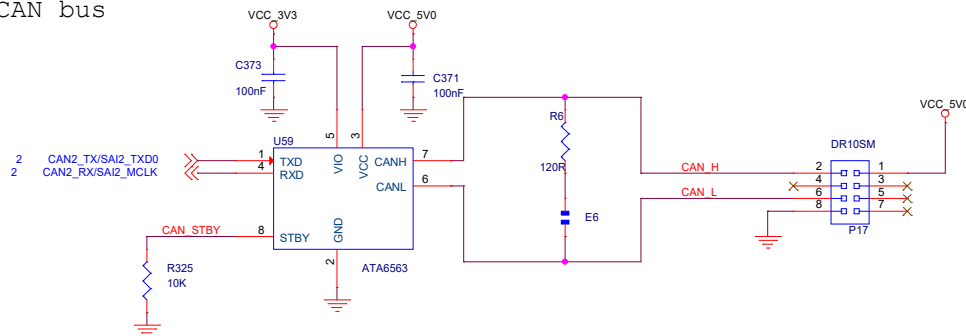 CAN bus
VCC_3V3
VCC_5V0
C373
100nF
C371
100nF
VCC_5V0
R6
120R
DR10SM
U59
5
3
2 CAN2_TX/SAI2_TXD0
1 TXD
VIO
VCC
CANH 7
2 CAN2_RX/SAI2_MCLK
4 RXD
CANL 6
CAN_H
2 1
4 3
CAN_L
6 5
8 7
P17
E6
CAN_STBY
8 STBY
GND
2
ATA6563
R325
10K